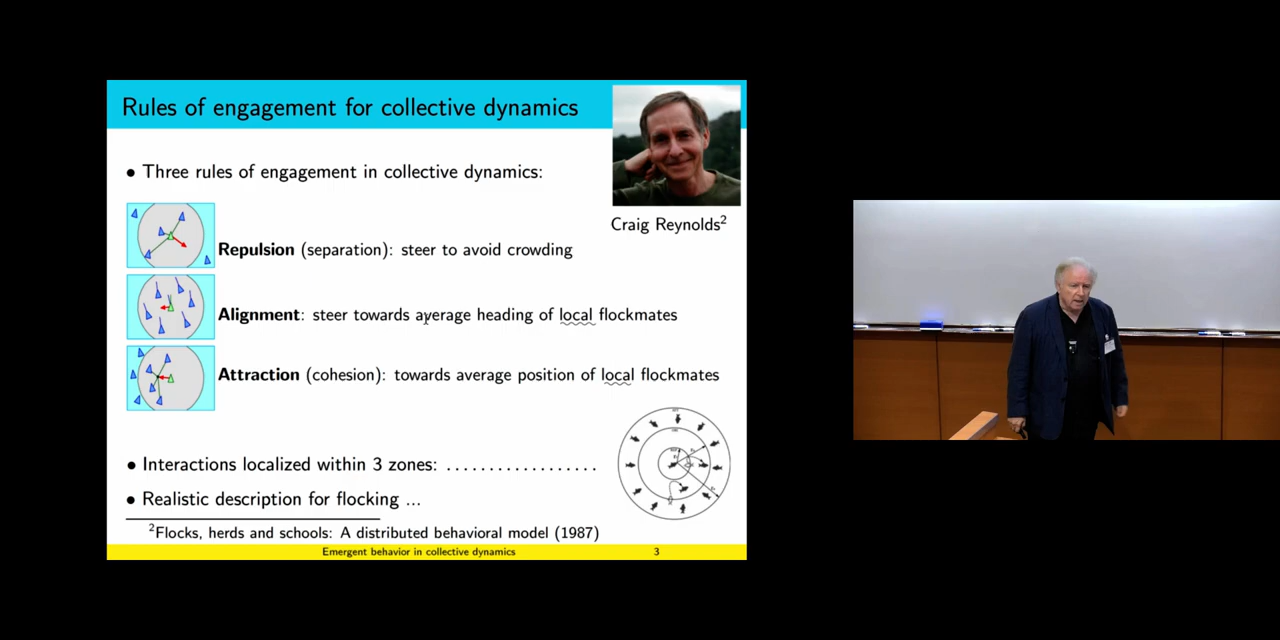 Rules of engagement for collective dynamics
• Three rules of engagement in collective dynamics:
Craig Reynolds2
Repulsion (separation): steer to avoid crowding
Alignment: steer towards average heading of local flockmates
Attraction (cohesion): towards average position of local flockmates
• Interactions localized within 3 zones: ..................
• Realistic description for flocking ...
2Flocks, herds and schools: A distributed behavioral model (1987)
Emergent behavior in collective dynamics 3